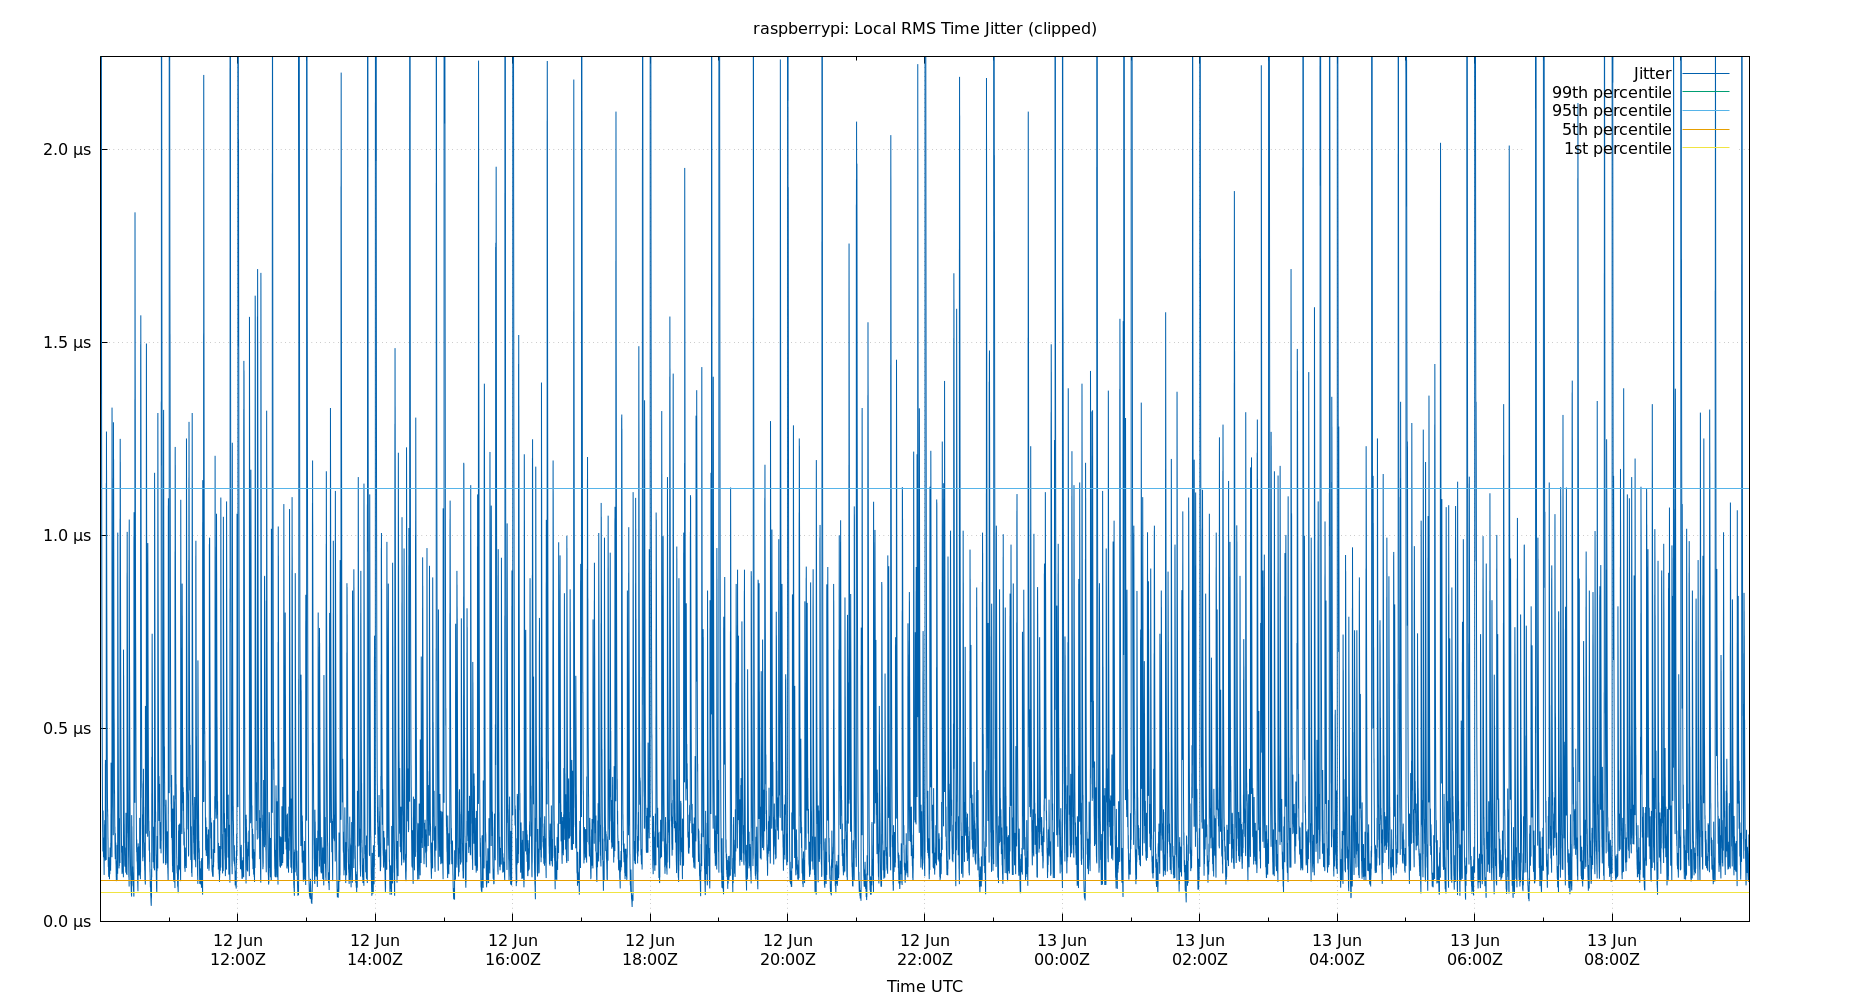 raspberrypi: Local RMS Time Jitter (clipped)
Jitter
99th percentile
95th percentile
5th percentile
1st percentile
2.0 µs
1.5 µs
1.0 µs
0.5 µs
0.0 µs
12 Jun 12 Jun 12 Jun 12 Jun 12 Jun 12 Jun 13 Jun 13 Jun 13 Jun 13 Jun 13 Jun
12:00Z 14:00Z 16:00Z 18:00Z 20:00Z 22:00Z 00:00Z 02:00Z 04:00Z 06:00Z 08:00Z
Time UTC